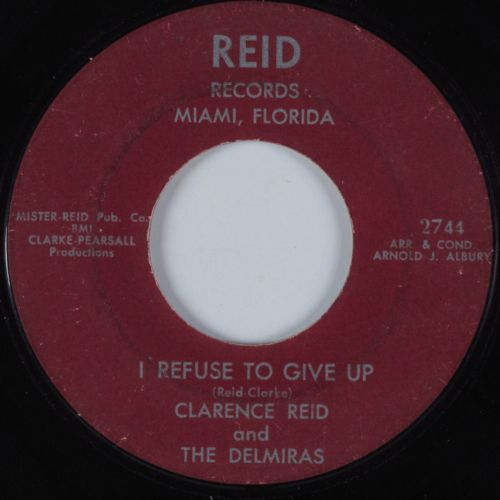 REID
RECORDS
MIAMI, FLORIDA
MISTER-REID Pub. Co.
BMI
CLARKE-PEARSALL
Productions
2744
ARR. & COND.
ARNOLD J. ALBURY
I REFUSE TO GIVE UP
(Reid-Clarke)
CLARENCE REID
and
THE DELMIRAS